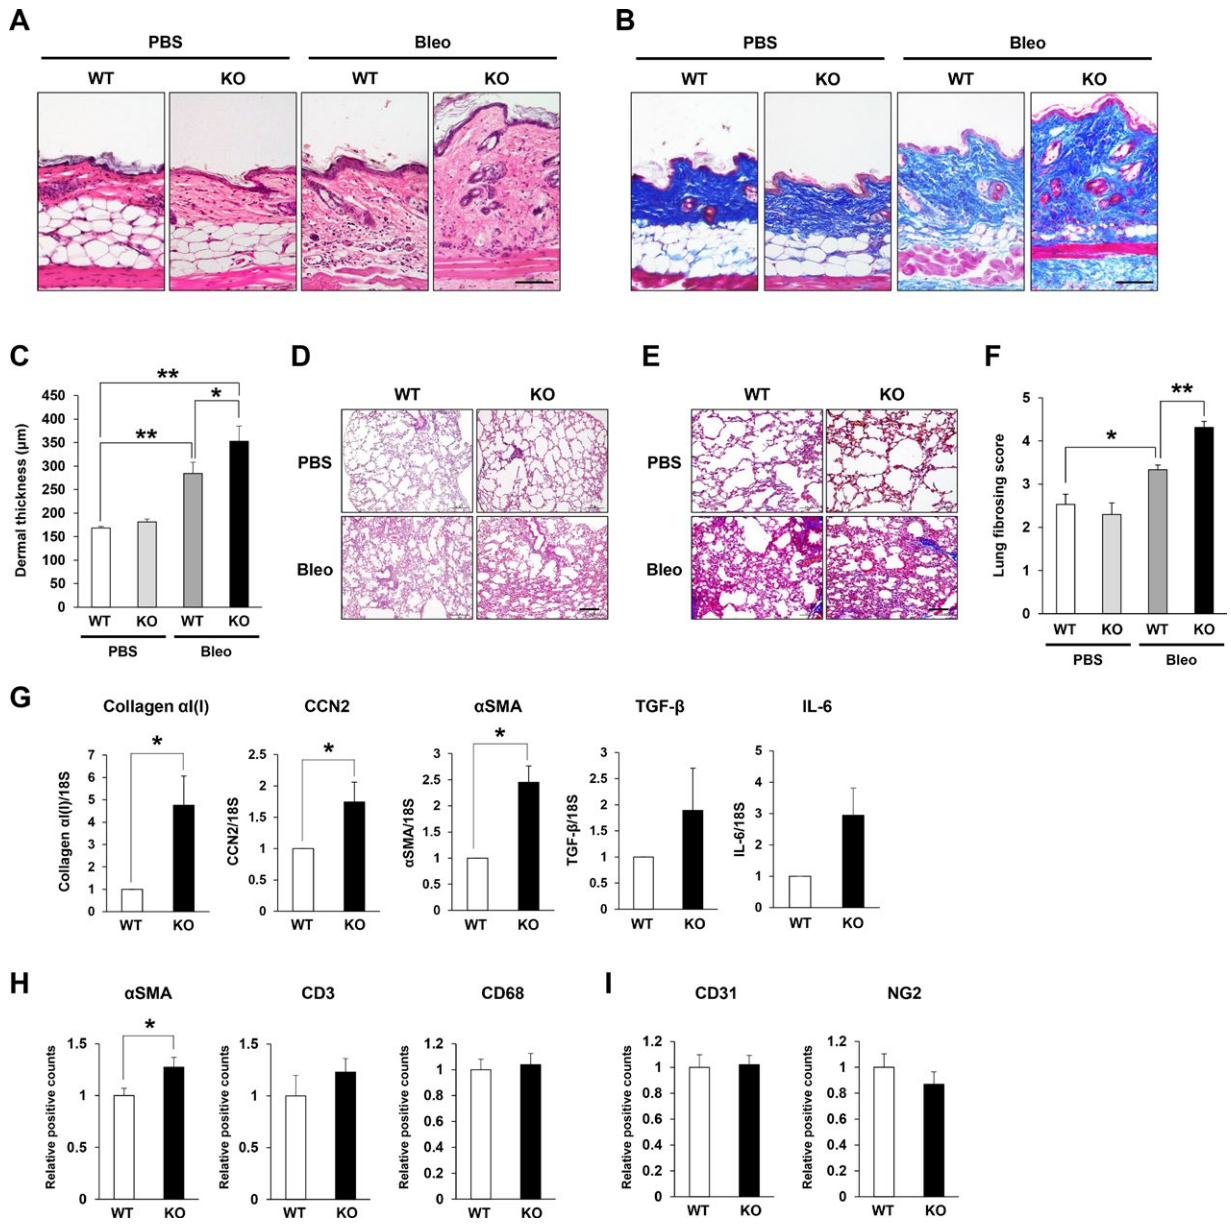 A
PBS
Bleo
WT
KO
WT
KO
B
PBS
Bleo
WT
KO
WT
KO
C
Dermal thickness (μm)
**
*
**
450
400
350
300
250
200
150
100
50
0
WT
KO
WT
KO
PBS
Bleo
D
WT
KO
PBS
Bleo
E
WT
KO
PBS
Bleo
F
Lung fibrosing score
**
*
5
4
3
2
1
0
WT
KO
WT
KO
PBS
Bleo
G
Collagen αI(I)
*
Collagen αI(I)/18S
7
6
5
4
3
2
1
0
WT
KO
CCN2
*
CCN2/18S
2.5
2
1.5
1
0.5
0
WT
KO
αSMA
*
αSMA/18S
3
2.5
2
1.5
1
0.5
0
WT
KO
TGF-β
TGF-β/18S
3
2.5
2
1.5
1
0.5
0
WT
KO
IL-6
IL-6/18S
5
4
3
2
1
0
WT
KO
H
αSMA
*
Relative positive counts
1.5
1
0.5
0
WT
KO
CD3
Relative positive counts
1.5
1
0.5
0
WT
KO
CD68
Relative positive counts
1.2
1
0.8
0.6
0.4
0.2
0
WT
KO
I
CD31
Relative positive counts
1.2
1
0.8
0.6
0.4
0.2
0
WT
KO
NG2
Relative positive counts
1.2
1
0.8
0.6
0.4
0.2
0
WT
KO